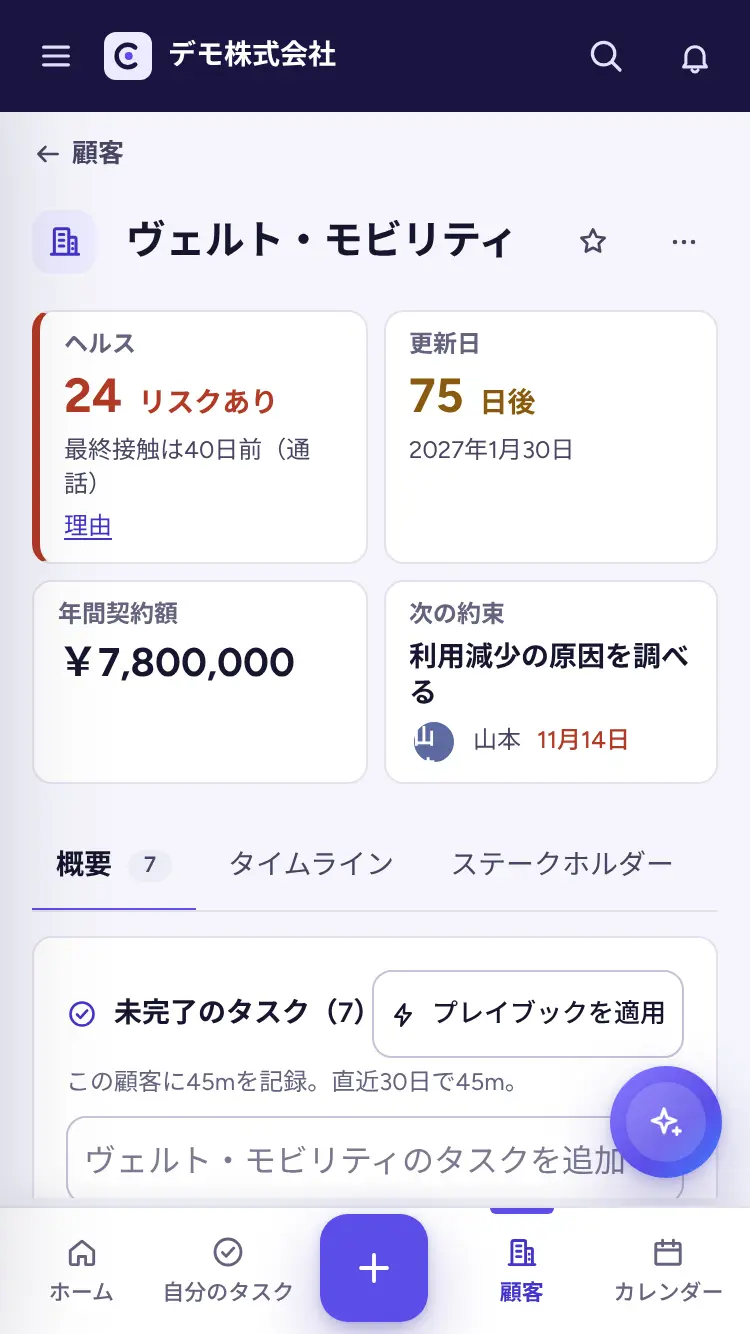 デモ株式会社
顧客
ヴェルト・モビリティ
ヘルス
24 リスクあり
最終接触は40日前（通
話）
理由
更新日
75 日後
2027年1月30日
年間契約額
￥7,800,000
次の約束
利用減少の原因を調べ
る
山本 11月14日
概要 7
タイムライン
ステークホルダー
未完了のタスク（7）
プレイブックを適用
この顧客に45mを記録。直近30日で45m。
ヴェルト・モビリティのタスクを追加
ホーム
自分のタスク
顧客
カレンダー